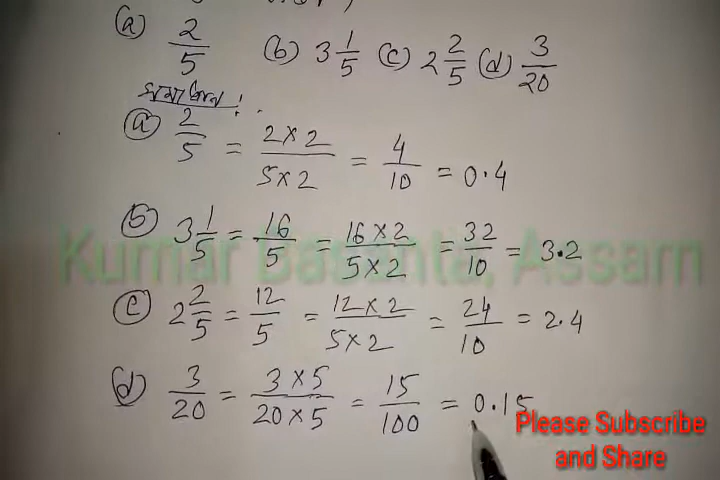 (a) 2/5 (b) 3 1/5 (c) 2 2/5 (d) 3/20
সমাধান:
(a) 2/5 = 2×2/5×2 = 4/10 = 0.4
(b) 3 1/5 = 16/5 = 16×2/5×2 = 32/10 = 3.2
Kumar Basanta, Assam
(c) 2 2/5 = 12/5 = 12×2/5×2 = 24/10 = 2.4
(d) 3/20 = 3×5/20×5 = 15/100 = 0.15
Please Subscribe
and Share